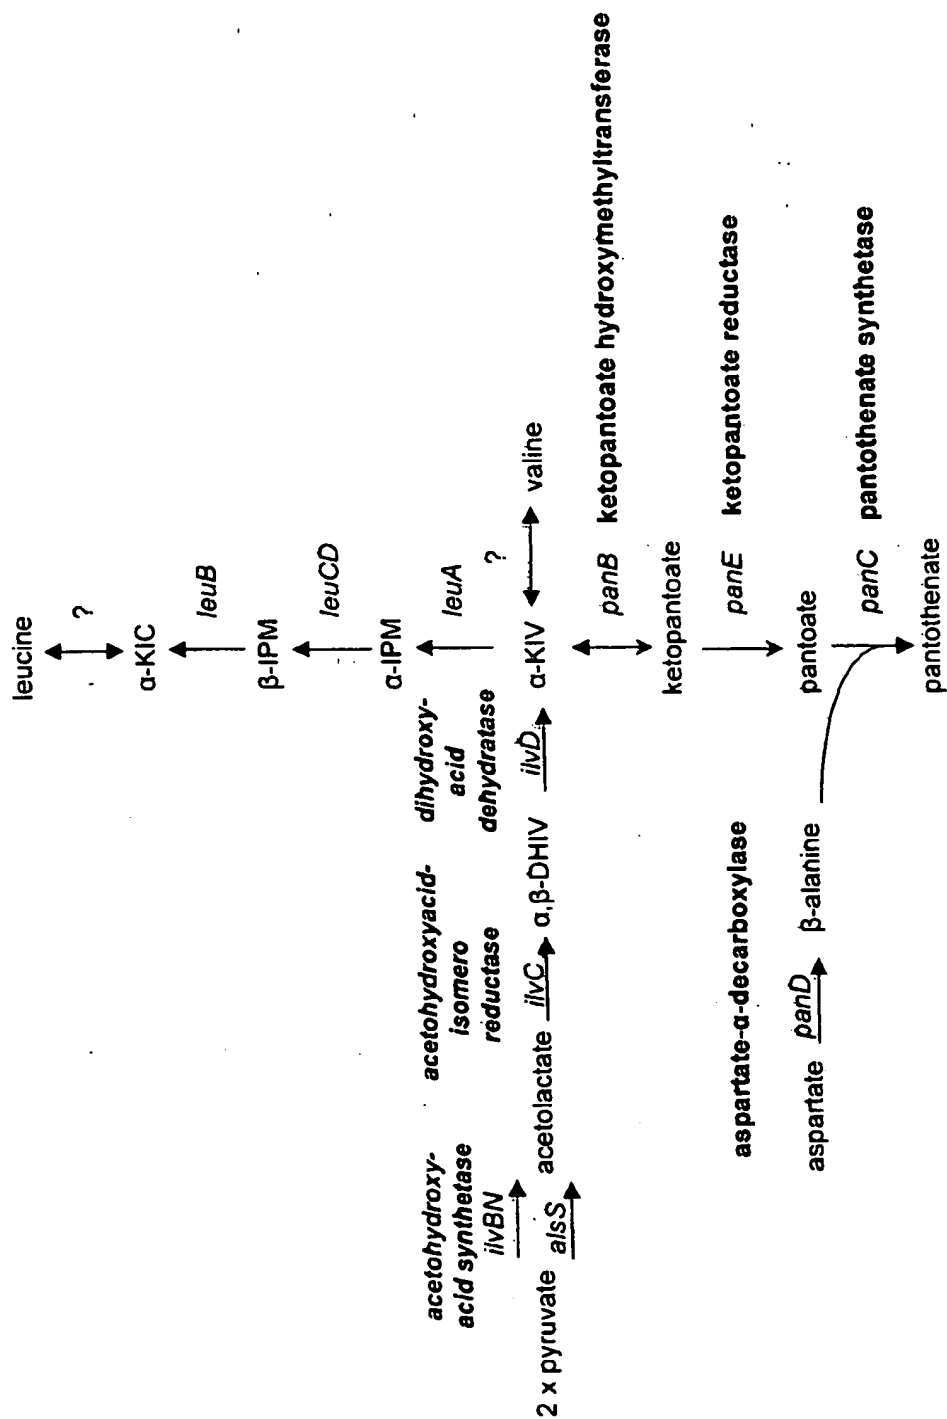 leucine
?
α-KIC
leuB
β-IPM
leuCD
α-IPM
leuA
acetohydroxy-
acid synthetase
ilvBN
acetohydroxyacid-
isomero
reductase
dihydroxy-
acid
dehydratase
?
2 x pyruvate
alsS
acetolactate
ilvC
α,β-DHIV
ilvD
α-KIV
valine
panB
ketopantoate hydroxymethyltransferase
ketopantoate
panE
ketopantoate reductase
aspartate-α-decarboxylase
aspartate
panD
β-alanine
pantoate
panC
pantothenate synthetase
pantothenate